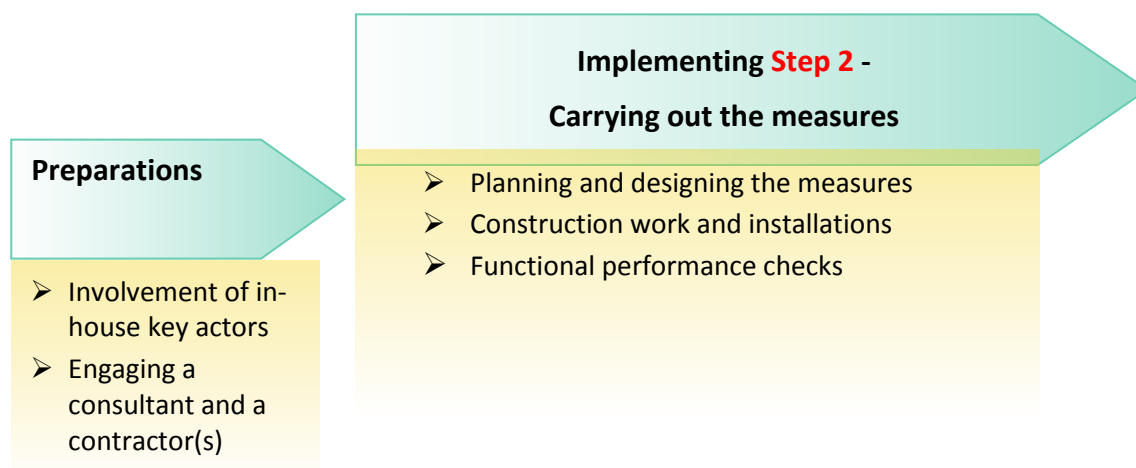 Preparations
➢ Involvement of in-
house key actors
➢ Engaging a
consultant and a
contractor(s)
Implementing Step 2 -
Carrying out the measures
➢ Planning and designing the measures
➢ Construction work and installations
➢ Functional performance checks